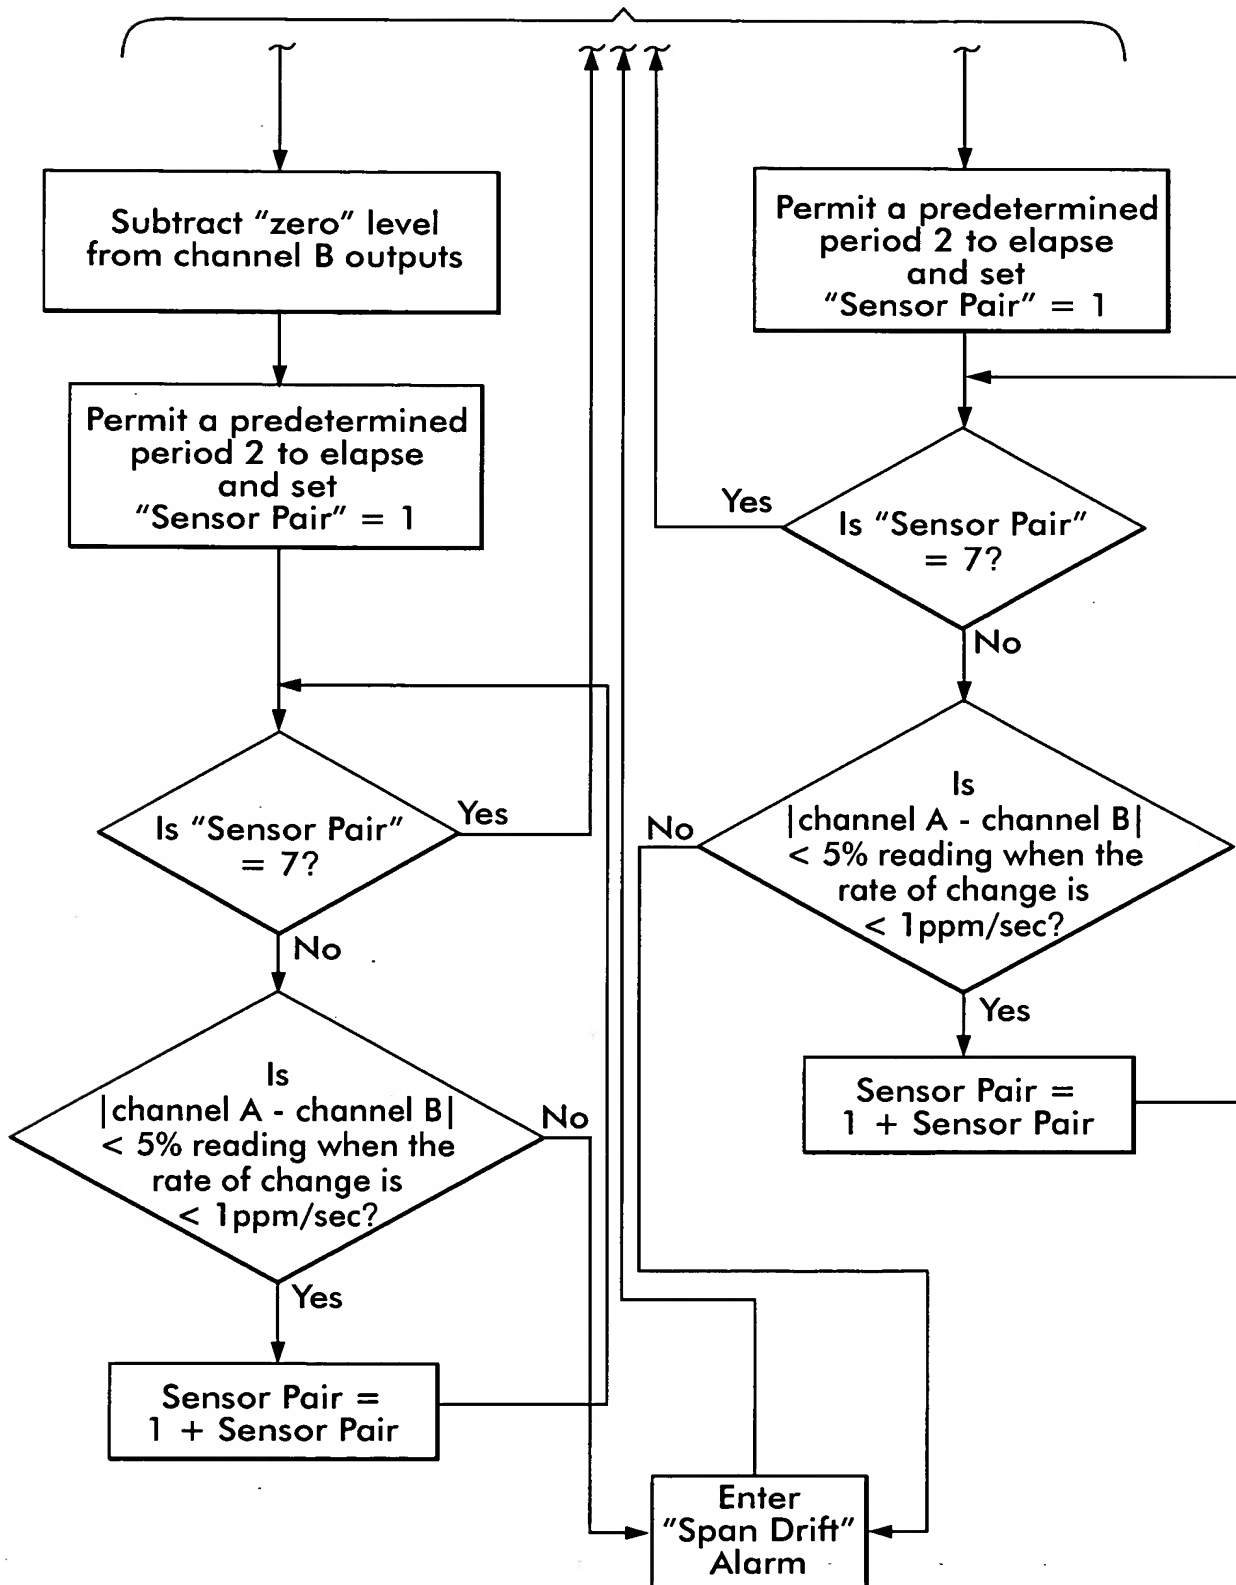 Subtract "zero" level
from channel B outputs
Permit a predetermined
period 2 to elapse
and set
"Sensor Pair" = 1
Is "Sensor Pair"
= 7?
Yes
No
Is
|channel A - channel B|
< 5% reading when the
rate of change is
< 1ppm/sec?
No
Yes
Sensor Pair =
1 + Sensor Pair
Permit a predetermined
period 2 to elapse
and set
"Sensor Pair" = 1
Yes
Is "Sensor Pair"
= 7?
No
No
Is
|channel A - channel B|
< 5% reading when the
rate of change is
< 1ppm/sec?
Yes
Sensor Pair =
1 + Sensor Pair
Enter
"Span Drift"
Alarm